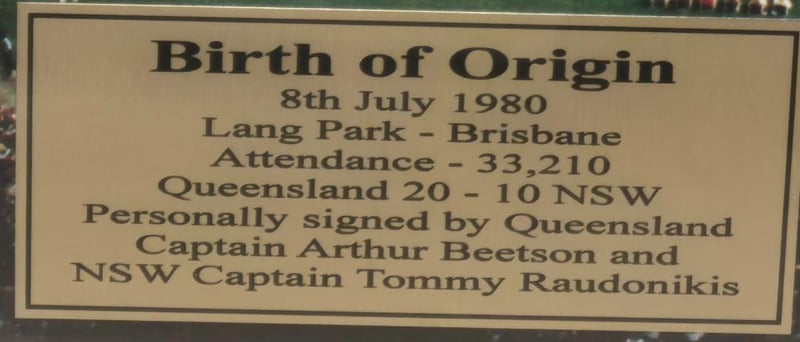 Birth of Origin
8th July 1980
Lang Park - Brisbane
Attendance - 33,210
Queensland 20 - 10 NSW
Personally signed by Queensland
Captain Arthur Beetson and
NSW Captain Tommy Raudonikis